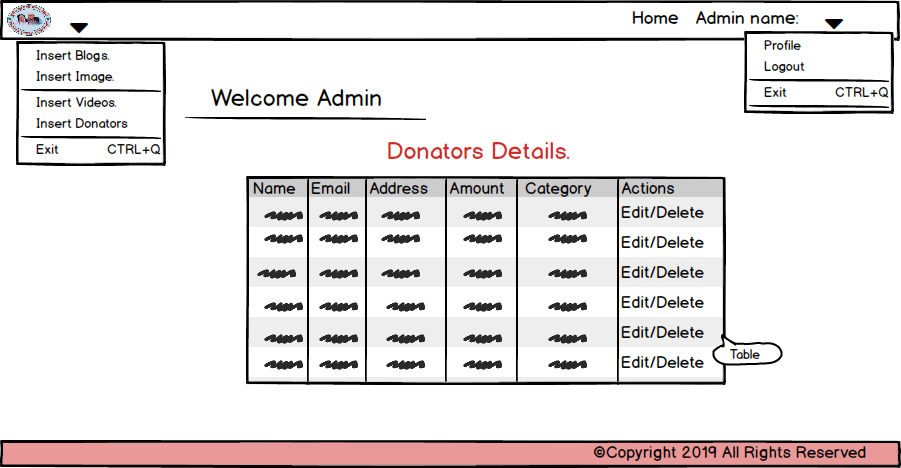 Home Admin name:
Insert Blogs.
Insert Image.
Insert Videos.
Insert Donators
Exit CTRL+Q
Profile
Logout
Exit CTRL+Q
Welcome Admin
Donators Details.
Name Email Address Amount Category Actions
Edit/Delete
Edit/Delete
Edit/Delete
Edit/Delete
Edit/Delete
Edit/Delete
Table
©Copyright 2019 All Rights Reserved